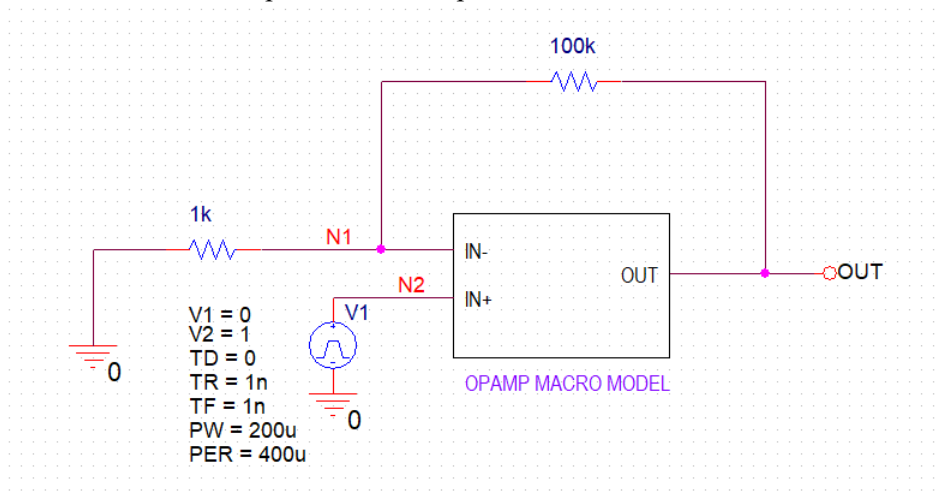 100k
1k
N1
IN-
OUT
OUT
N2
IN+
V1
V1 = 0
V2 = 1
TD = 0
TR = 1n
TF = 1n
PW = 200u
PER = 400u
0
0
OPAMP MACRO MODEL